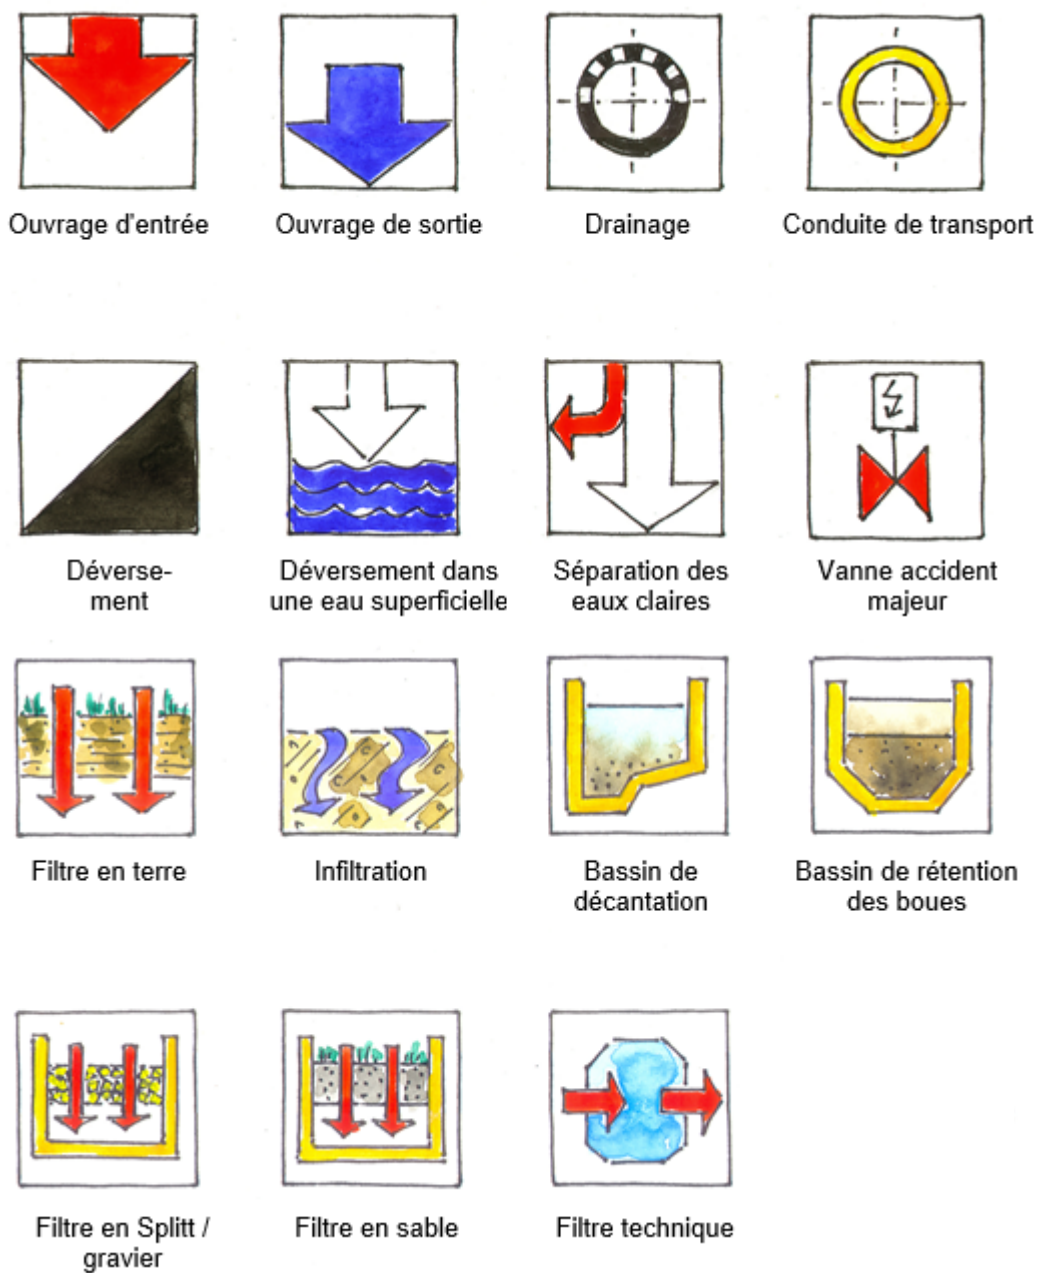 Ouvrage d'entrée
Ouvrage de sortie
Drainage
Conduite de transport
Déverse-
ment
Déversement dans
une eau superficielle
Séparation des
eaux claires
Vanne accident
majeur
Filtre en terre
Infiltration
Bassin de
décantation
Bassin de rétention
des boues
Filtre en Splitt /
gravier
Filtre en sable
Filtre technique